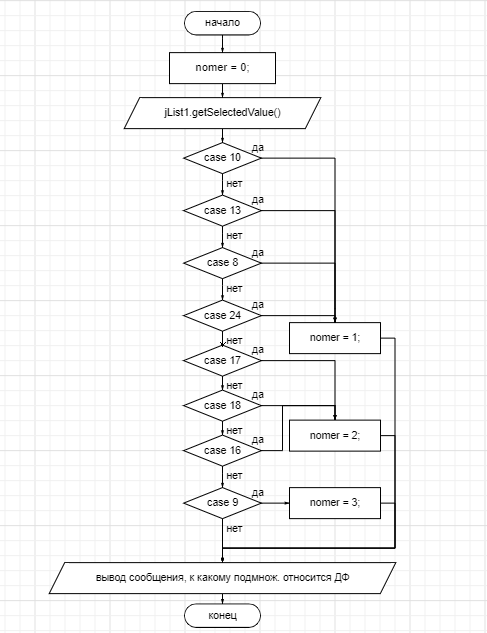 начало
nomer = 0;
jList1.getSelectedValue()
case 10
да
нет
case 13
да
нет
case 8
да
нет
case 24
да
нет
nomer = 1;
case 17
да
нет
case 18
да
нет
nomer = 2;
case 16
да
нет
case 9
да
nomer = 3;
нет
вывод сообщения, к какому подмнож. относится ДФ
конец